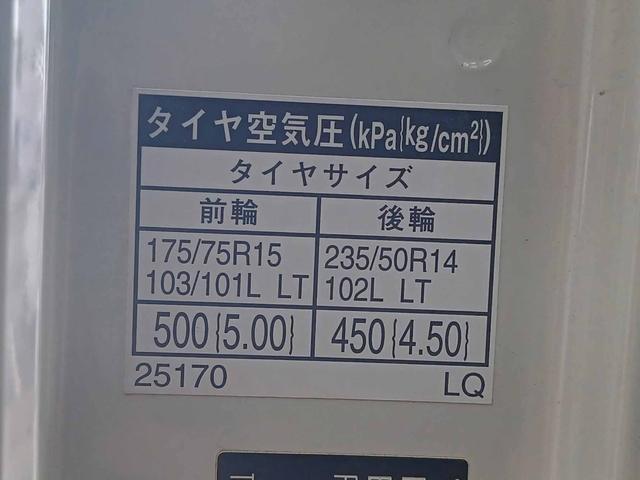 タイヤ空気圧(kPa{kg/cm²})
タイヤサイズ
前輪 後輪
175/75R15 235/50R14
103/101L LT 102L LT
500{5.00} 450{4.50}
25170 LQ